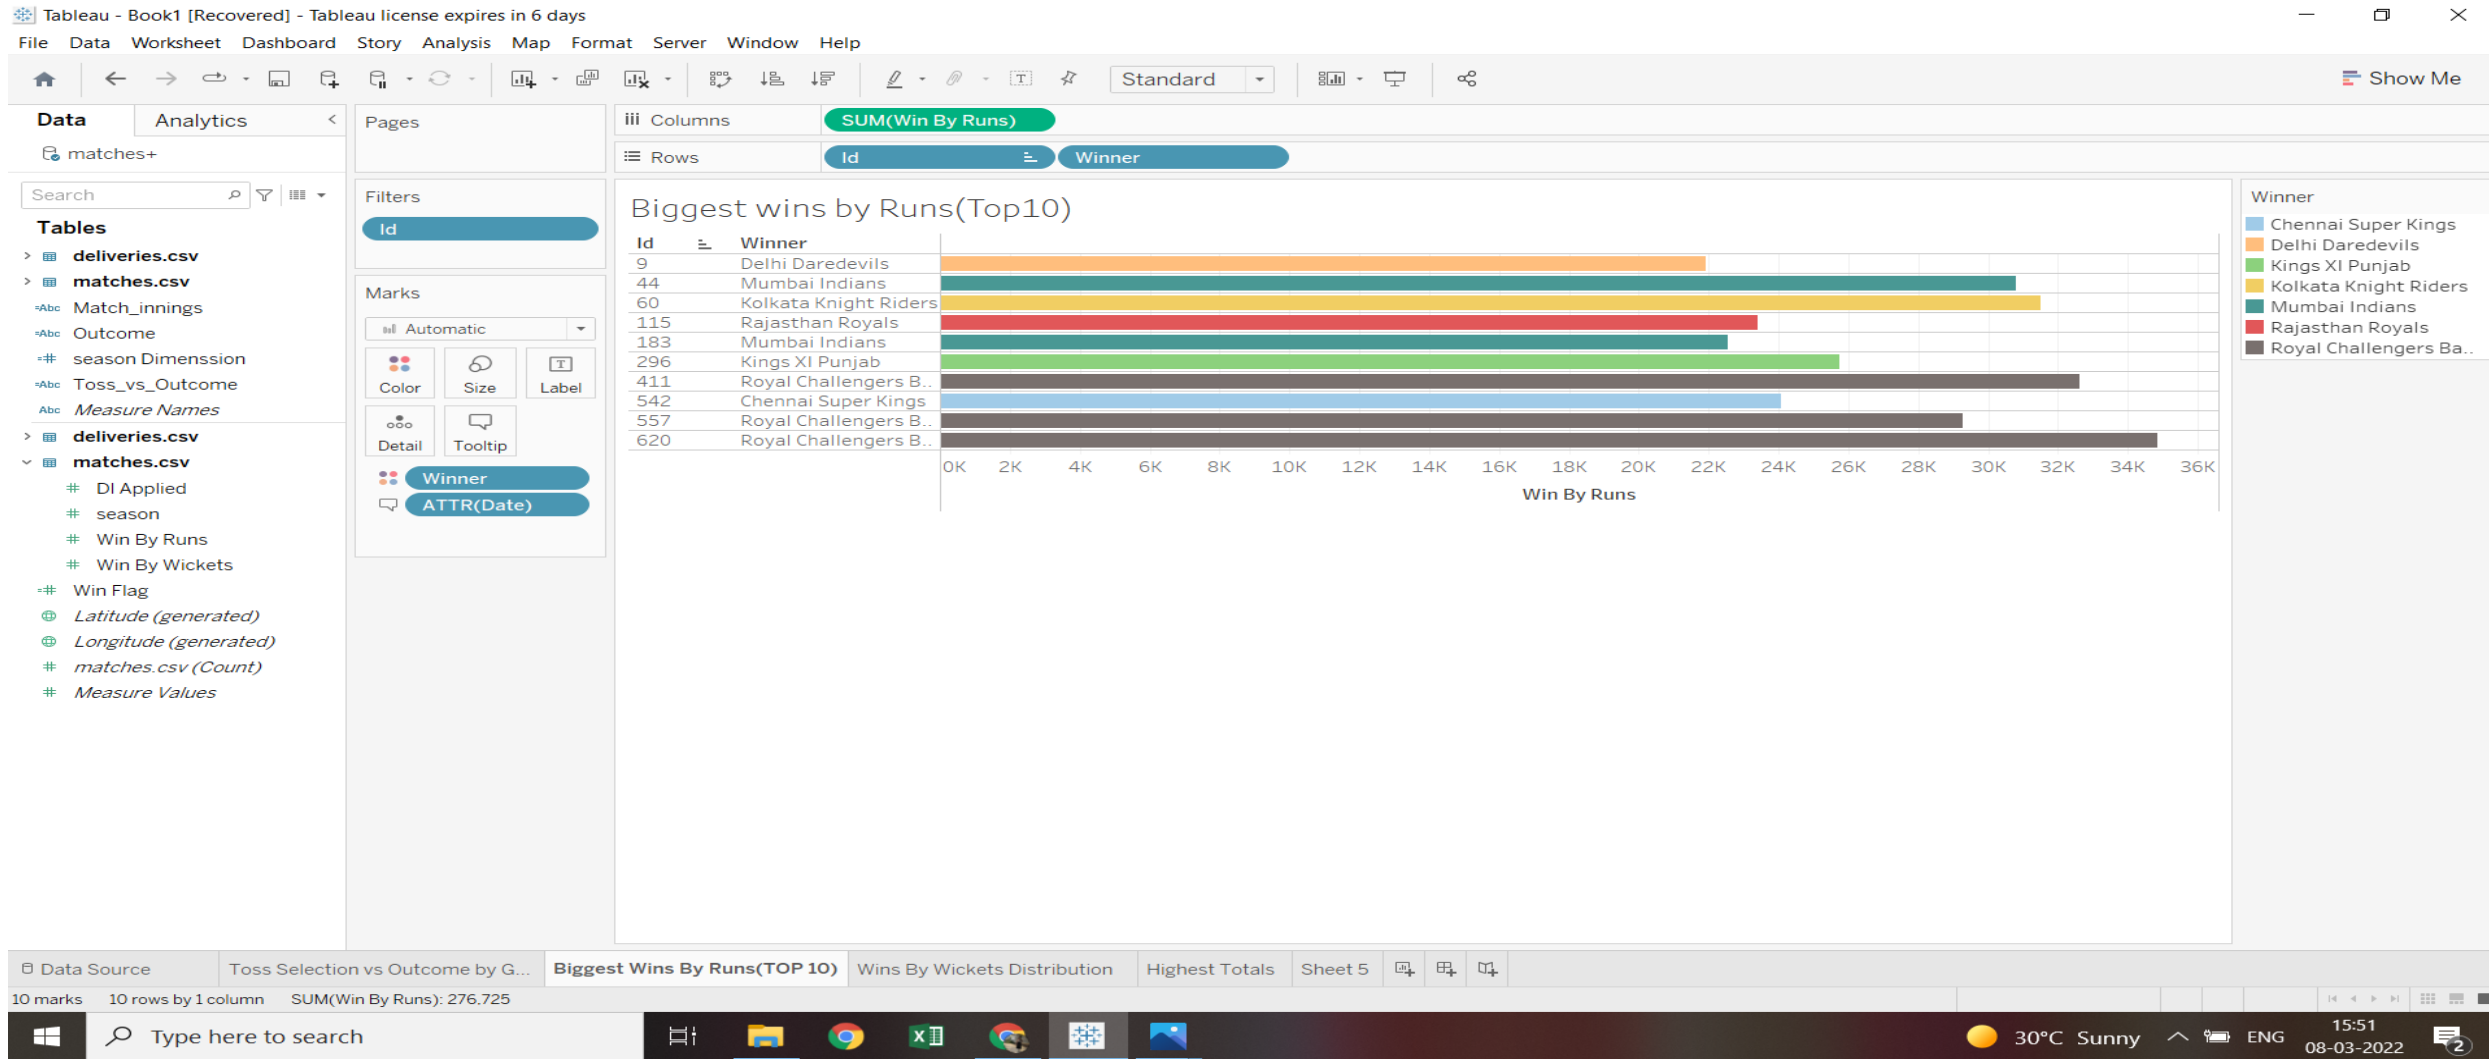 Tableau - Book1 [Recovered] - Tableau license expires in 6 days
File Data Worksheet Dashboard Story Analysis Map Format Server Window Help
Standard
Show Me
Data Analytics
matches+
Search
Tables
deliveries.csv
matches.csv
=Abc Match_innings
=Abc Outcome
=# season Dimenssion
=Abc Toss_vs_Outcome
Abc Measure Names
deliveries.csv
matches.csv
# Dl Applied
# season
# Win By Runs
# Win By Wickets
=# Win Flag
Latitude (generated)
Longitude (generated)
# matches.csv (Count)
# Measure Values
Pages
Filters
Id
Marks
Automatic
Color Size Label
Detail Tooltip
Winner
ATTR(Date)
iii Columns SUM(Win By Runs)
Rows Id Winner
Biggest wins by Runs(Top10)
Id Winner
9 Delhi Daredevils
44 Mumbai Indians
60 Kolkata Knight Riders
115 Rajasthan Royals
183 Mumbai Indians
296 Kings XI Punjab
411 Royal Challengers B..
542 Chennai Super Kings
557 Royal Challengers B..
620 Royal Challengers B..
0K 2K 4K 6K 8K 10K 12K 14K 16K 18K 20K 22K 24K 26K 28K 30K 32K 34K 36K
Win By Runs
Winner
Chennai Super Kings
Delhi Daredevils
Kings XI Punjab
Kolkata Knight Riders
Mumbai Indians
Rajasthan Royals
Royal Challengers Ba..
Data Source Toss Selection vs Outcome by G... Biggest Wins By Runs(TOP 10) Wins By Wickets Distribution Highest Totals Sheet 5
10 marks 10 rows by 1 column SUM(Win By Runs): 276,725
Type here to search
30°C Sunny ENG
15:51
08-03-2022
2